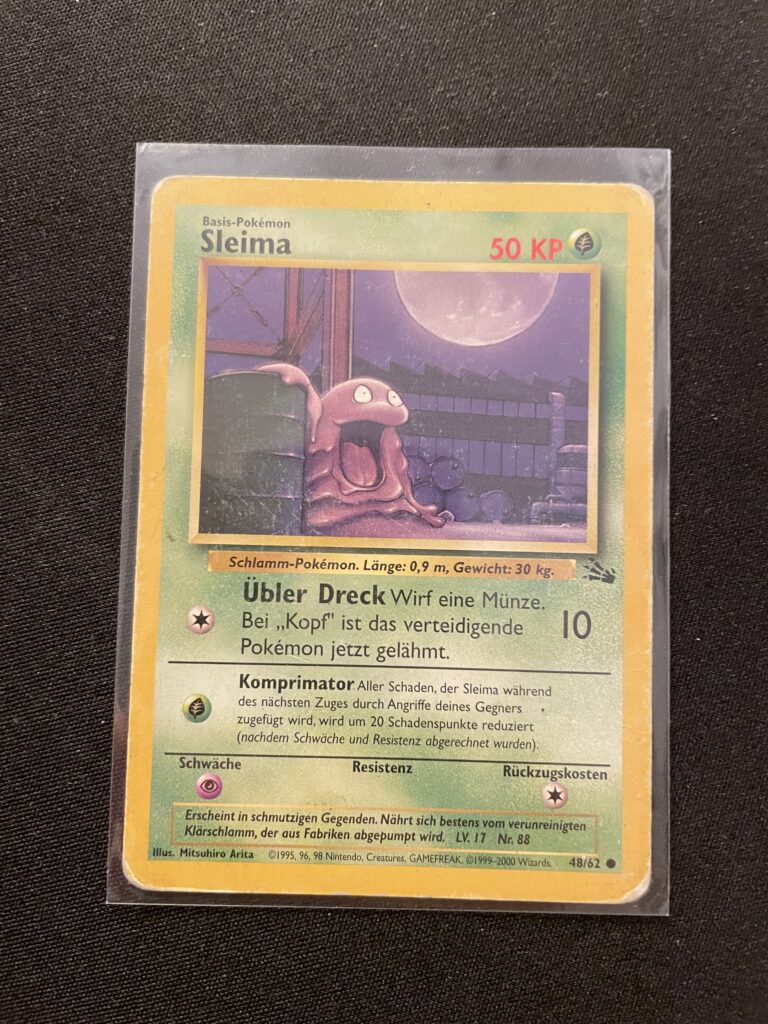 Basis-Pokémon
Sleima
50 KP
Schlamm-Pokémon. Länge: 0,9 m, Gewicht: 30 kg.
Übler Dreck Wirf eine Münze.
Bei „Kopf" ist das verteidigende
Pokémon jetzt gelähmt.
10
Komprimator Aller Schaden, der Sleima während
des nächsten Zuges durch Angriffe deines Gegners
zugefügt wird, wird um 20 Schadenspunkte reduziert
(nachdem Schwäche und Resistenz abgerechnet wurden).
Schwäche Resistenz Rückzugskosten
Erscheint in schmutzigen Gegenden. Nährt sich bestens vom verunreinigten
Klärschlamm, der aus Fabriken abgepumpt wird. LV. 17 Nr. 88
Illus. Mitsuhiro Arita ©1995, 96, 98 Nintendo, Creatures, GAMEFREAK. ©1999-2000 Wizards. 48/62